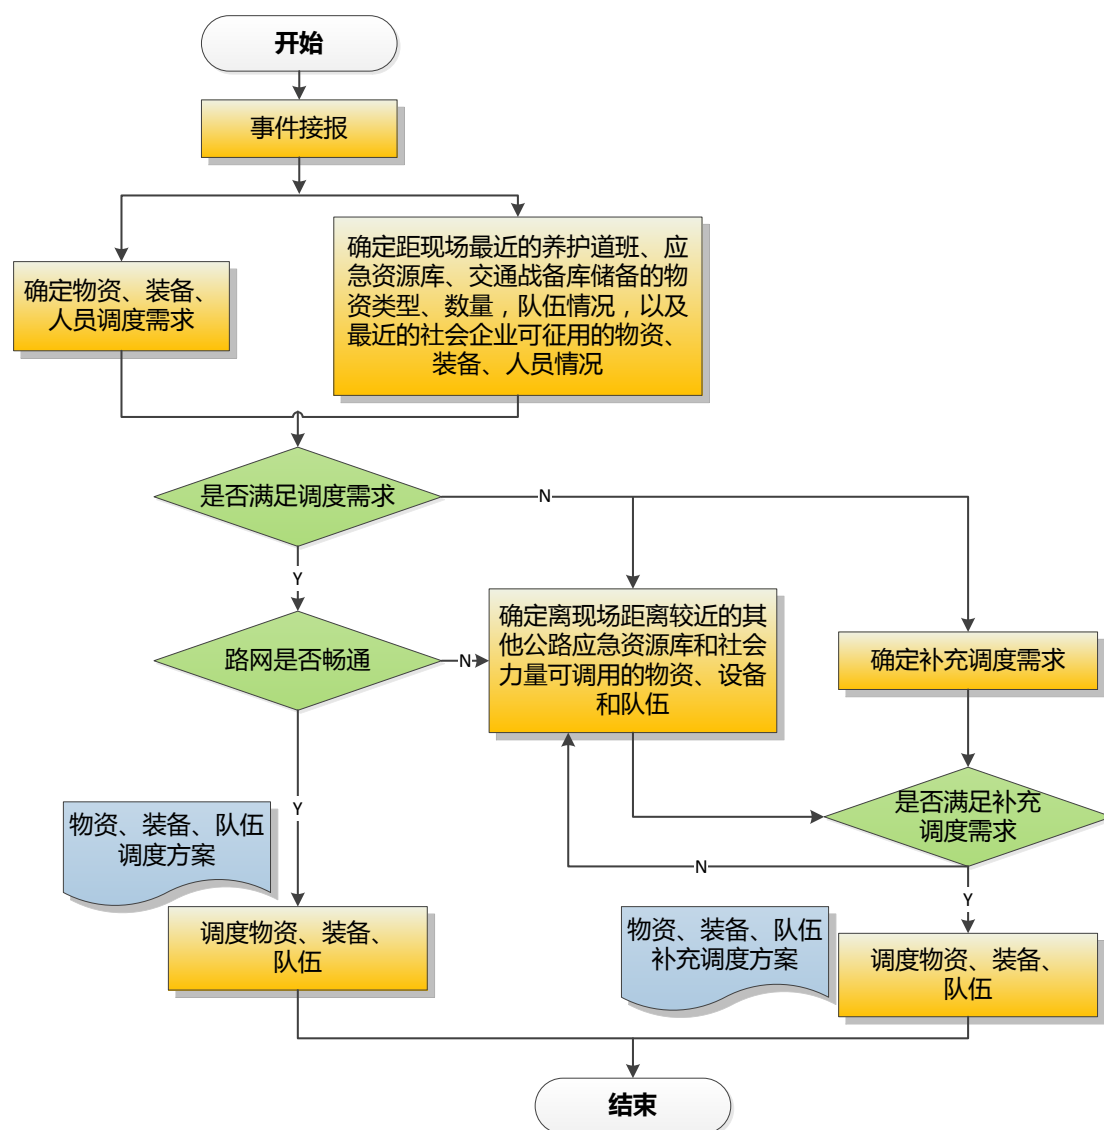 开始
事件接报
确定物资、装备、
人员调度需求
确定距现场最近的养护道班、应
急资源库、交通战备库储备的物
资类型、数量，队伍情况，以及
最近的社会企业可征用的物资、
装备、人员情况
是否满足调度需求
N
Y
路网是否畅通
N
确定离现场距离较近的其
他公路应急资源库和社会
力量可调用的物资、设备
和队伍
确定补充调度需求
Y
物资、装备、队伍
调度方案
是否满足补充
调度需求
N
Y
调度物资、装备、
队伍
物资、装备、队伍
补充调度方案
调度物资、装备、
队伍
结束